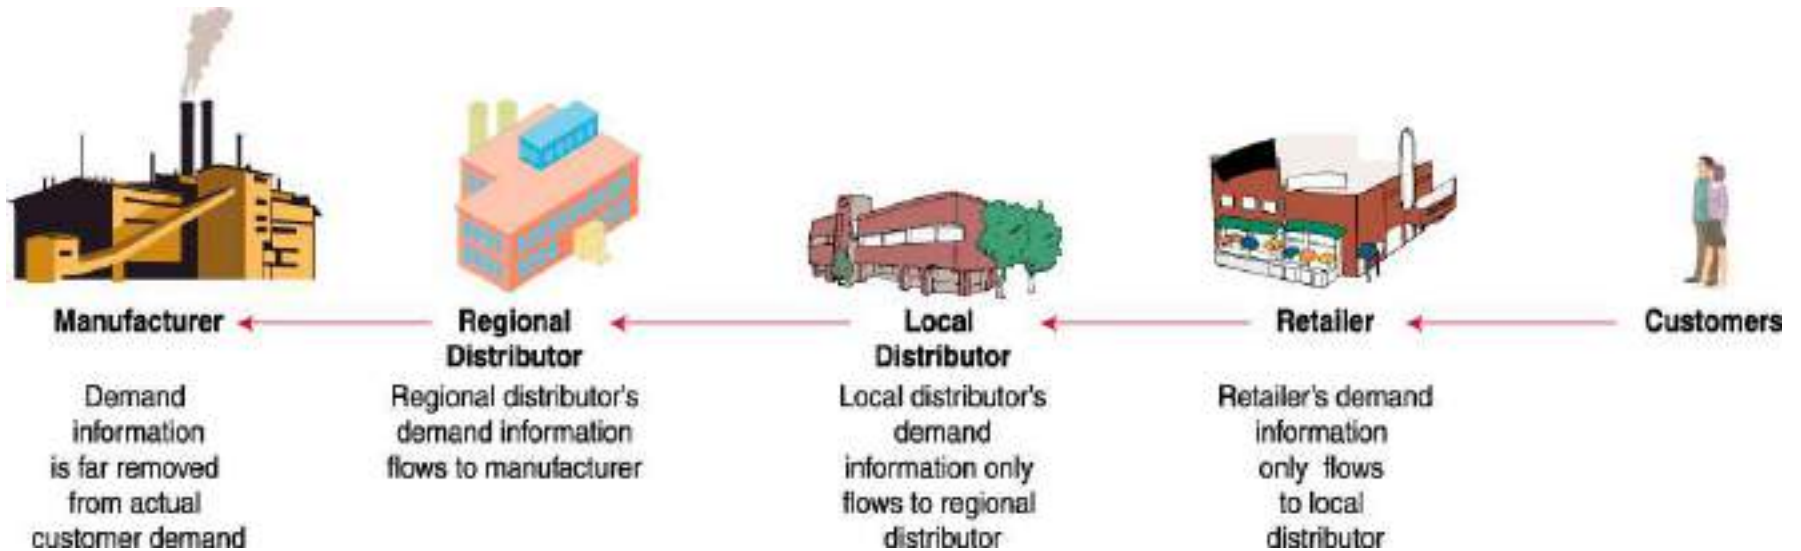 Manufacturer
Demand
information
is far removed
from actual
customer demand
Regional
Distributor
Regional distributor's
demand information
flows to manufacturer
Local
Distributor
Local distributor's
demand
information only
flows to regional
distributor
Retailer
Retailer's demand
information
only flows
to local
distributor
Customers